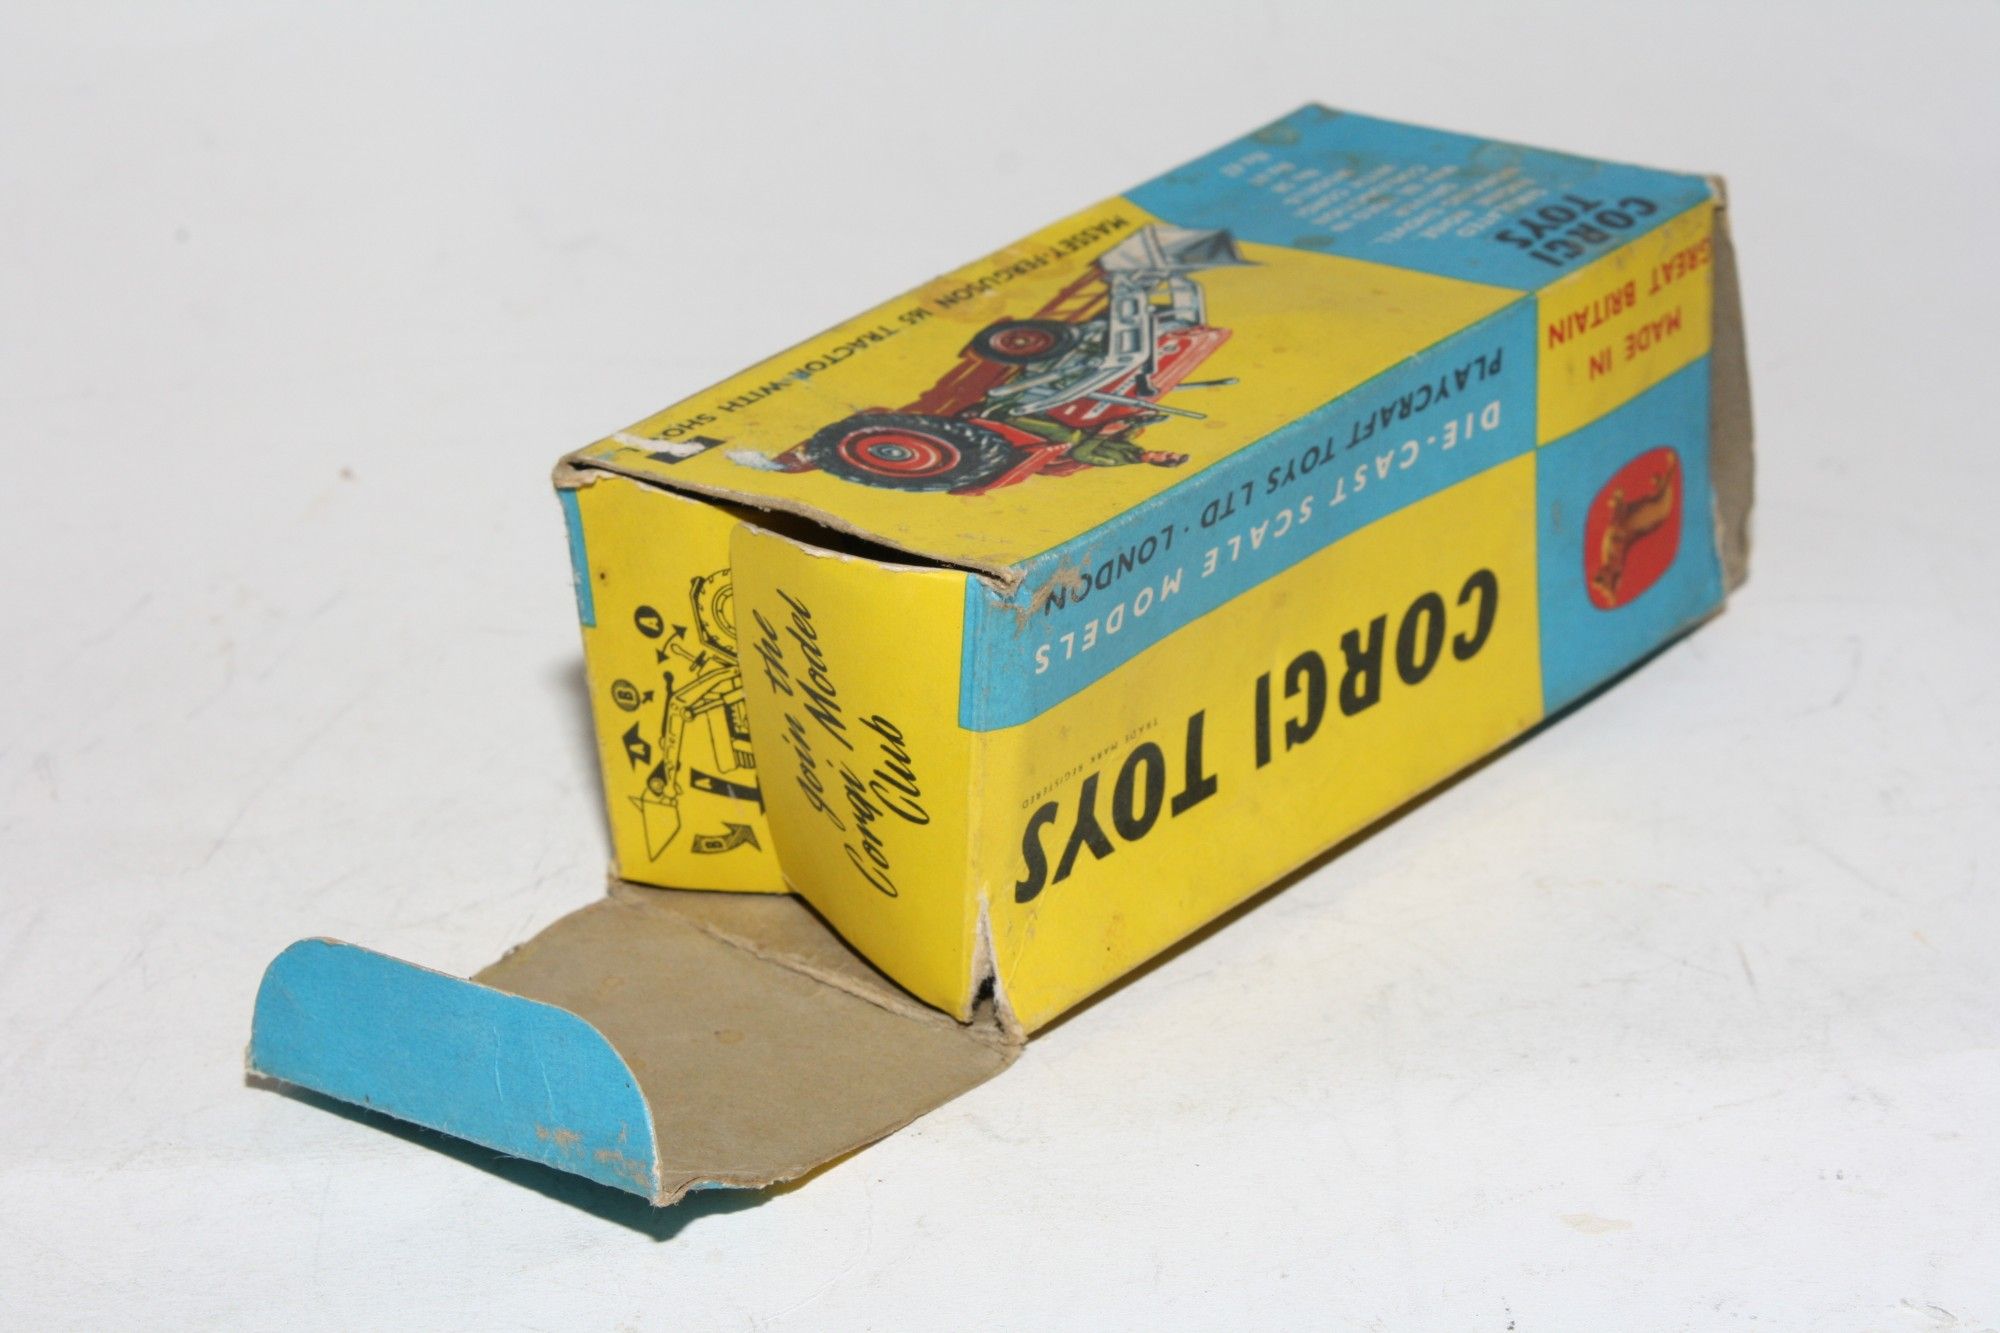 CORGI
TOYS
MASSEY-FERGUSON 165 TRACTOR WITH
MADE IN
GREAT BRITAIN
PLAYCRAFT TOYS LTD · LONDON
DIE-CAST SCALE MODELS
CORGI TOYS
TRADE MARK REGISTERED
join the
Corgi Model
Club
A
B
A
B